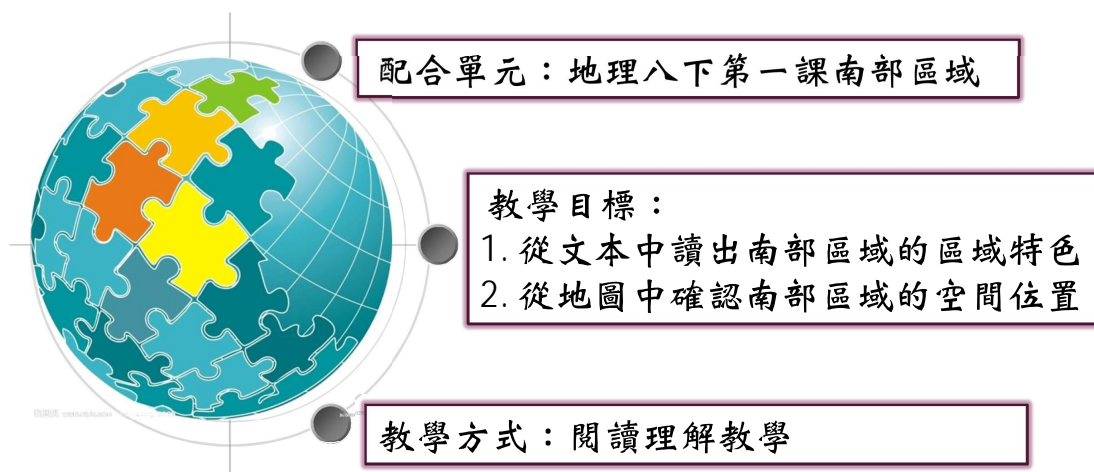 配合單元：地理八下第一課南部區域
教學目標：
1.從文本中讀出南部區域的區域特色
2.從地圖中確認南部區域的空間位置
教學方式：閱讀理解教學